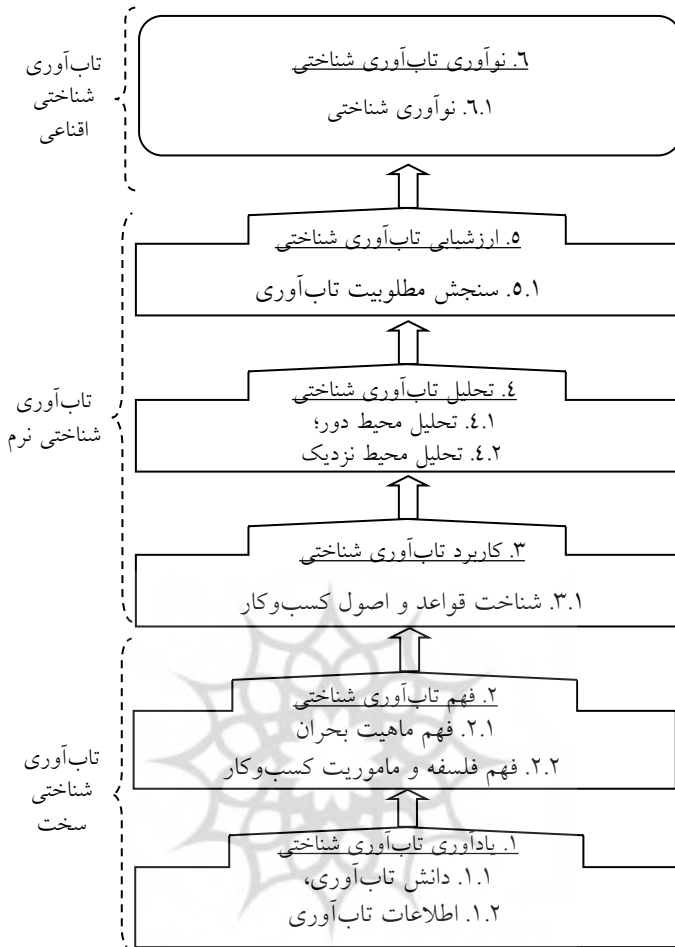 تاب‌آوری
شناختی
اقناعی
۶. نوآوری تاب‌آوری شناختی
۶.۱. نوآوری شناختی
۵. ارزشیابی تاب‌آوری شناختی
۵.۱. سنجش مطلوبیت تاب‌آوری
تاب‌آوری
شناختی نرم
۴. تحلیل تاب‌آوری شناختی
۴.۱. تحلیل محیط دور؛
۴.۲. تحلیل محیط نزدیک
۳. کاربرد تاب‌آوری شناختی
۳.۱. شناخت قواعد و اصول کسب‌وکار
تاب‌آوری
شناختی
سخت
۲. فهم تاب‌آوری شناختی
۲.۱. فهم ماهیت بحران
۲.۲. فهم فلسفه و ماموریت کسب‌وکار
۱. یادآوری تاب‌آوری شناختی
۱.۱. دانش تاب‌آوری،
۱.۲. اطلاعات تاب‌آوری